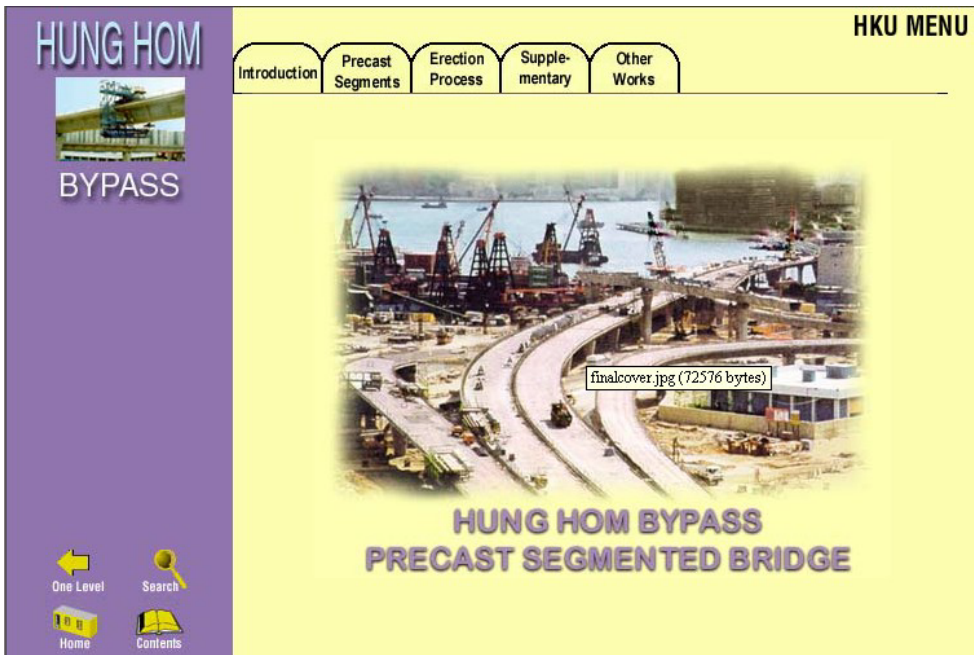 HUNG HOM
BYPASS
HKU MENU
Introduction
Precast
Segments
Erection
Process
Supple-
mentary
Other
Works
finalcover.jpg (72576 bytes)
HUNG HOM BYPASS
PRECAST SEGMENTED BRIDGE
One Level
Search
Home
Contents